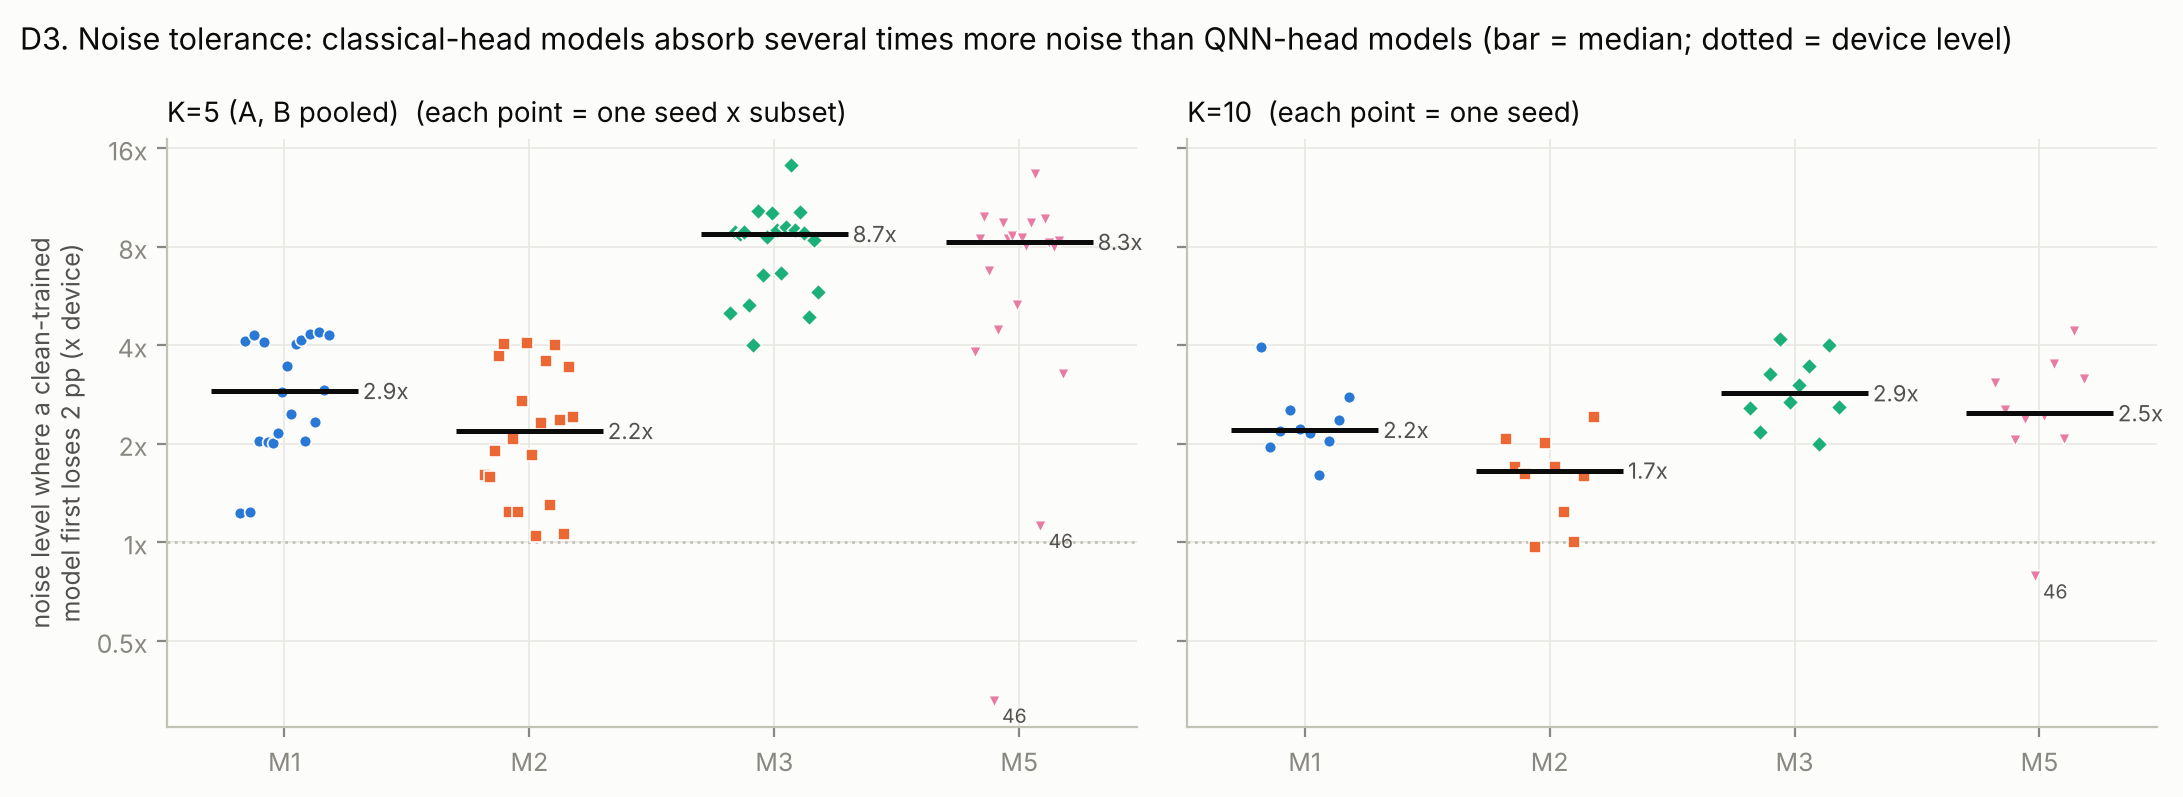 D3. Noise tolerance: classical-head models absorb several times more noise than QNN-head models (bar = median; dotted = device level)
K=5 (A, B pooled)  (each point = one seed x subset)
K=10  (each point = one seed)
noise level where a clean-trained
model first loses 2 pp (x device)
16x
8x
4x
2x
1x
0.5x
2.9x
2.2x
8.7x
8.3x
46
46
2.2x
1.7x
2.9x
2.5x
46
M1
M2
M3
M5
M1
M2
M3
M5